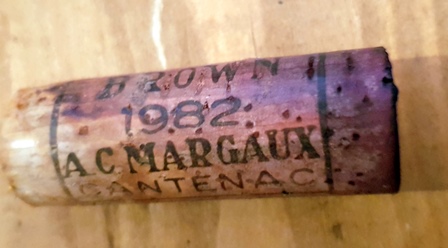 BROWN
1982
A C MARGAUX
CANTENAC